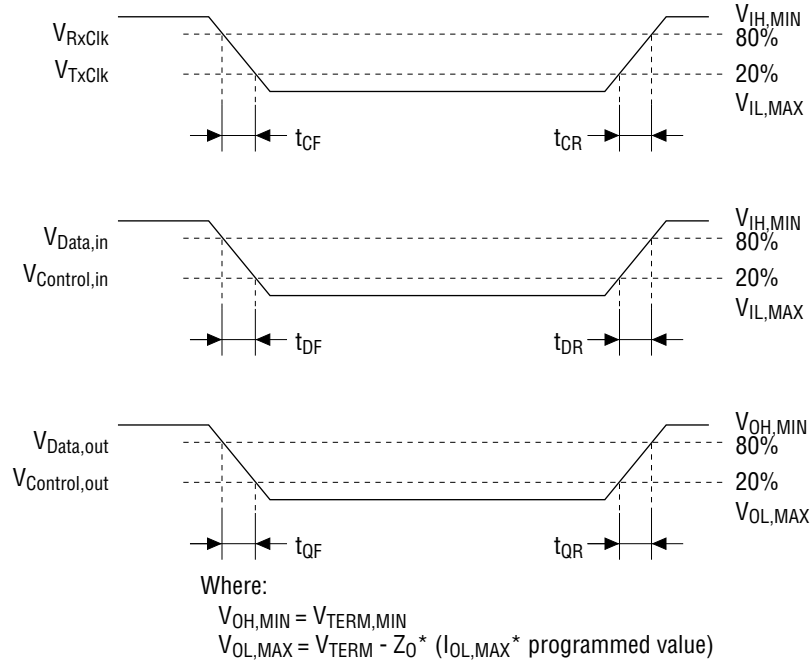 V_RxClk V_IH,MIN
80%
V_TxClk 20%
V_IL,MAX
t_CF t_CR
V_Data,in V_IH,MIN
80%
V_Control,in 20%
V_IL,MAX
t_DF t_DR
V_Data,out V_OH,MIN
80%
V_Control,out 20%
V_OL,MAX
t_QF t_QR
Where:
V_OH,MIN = V_TERM,MIN
V_OL,MAX = V_TERM - Z_O* (I_OL,MAX* programmed value)